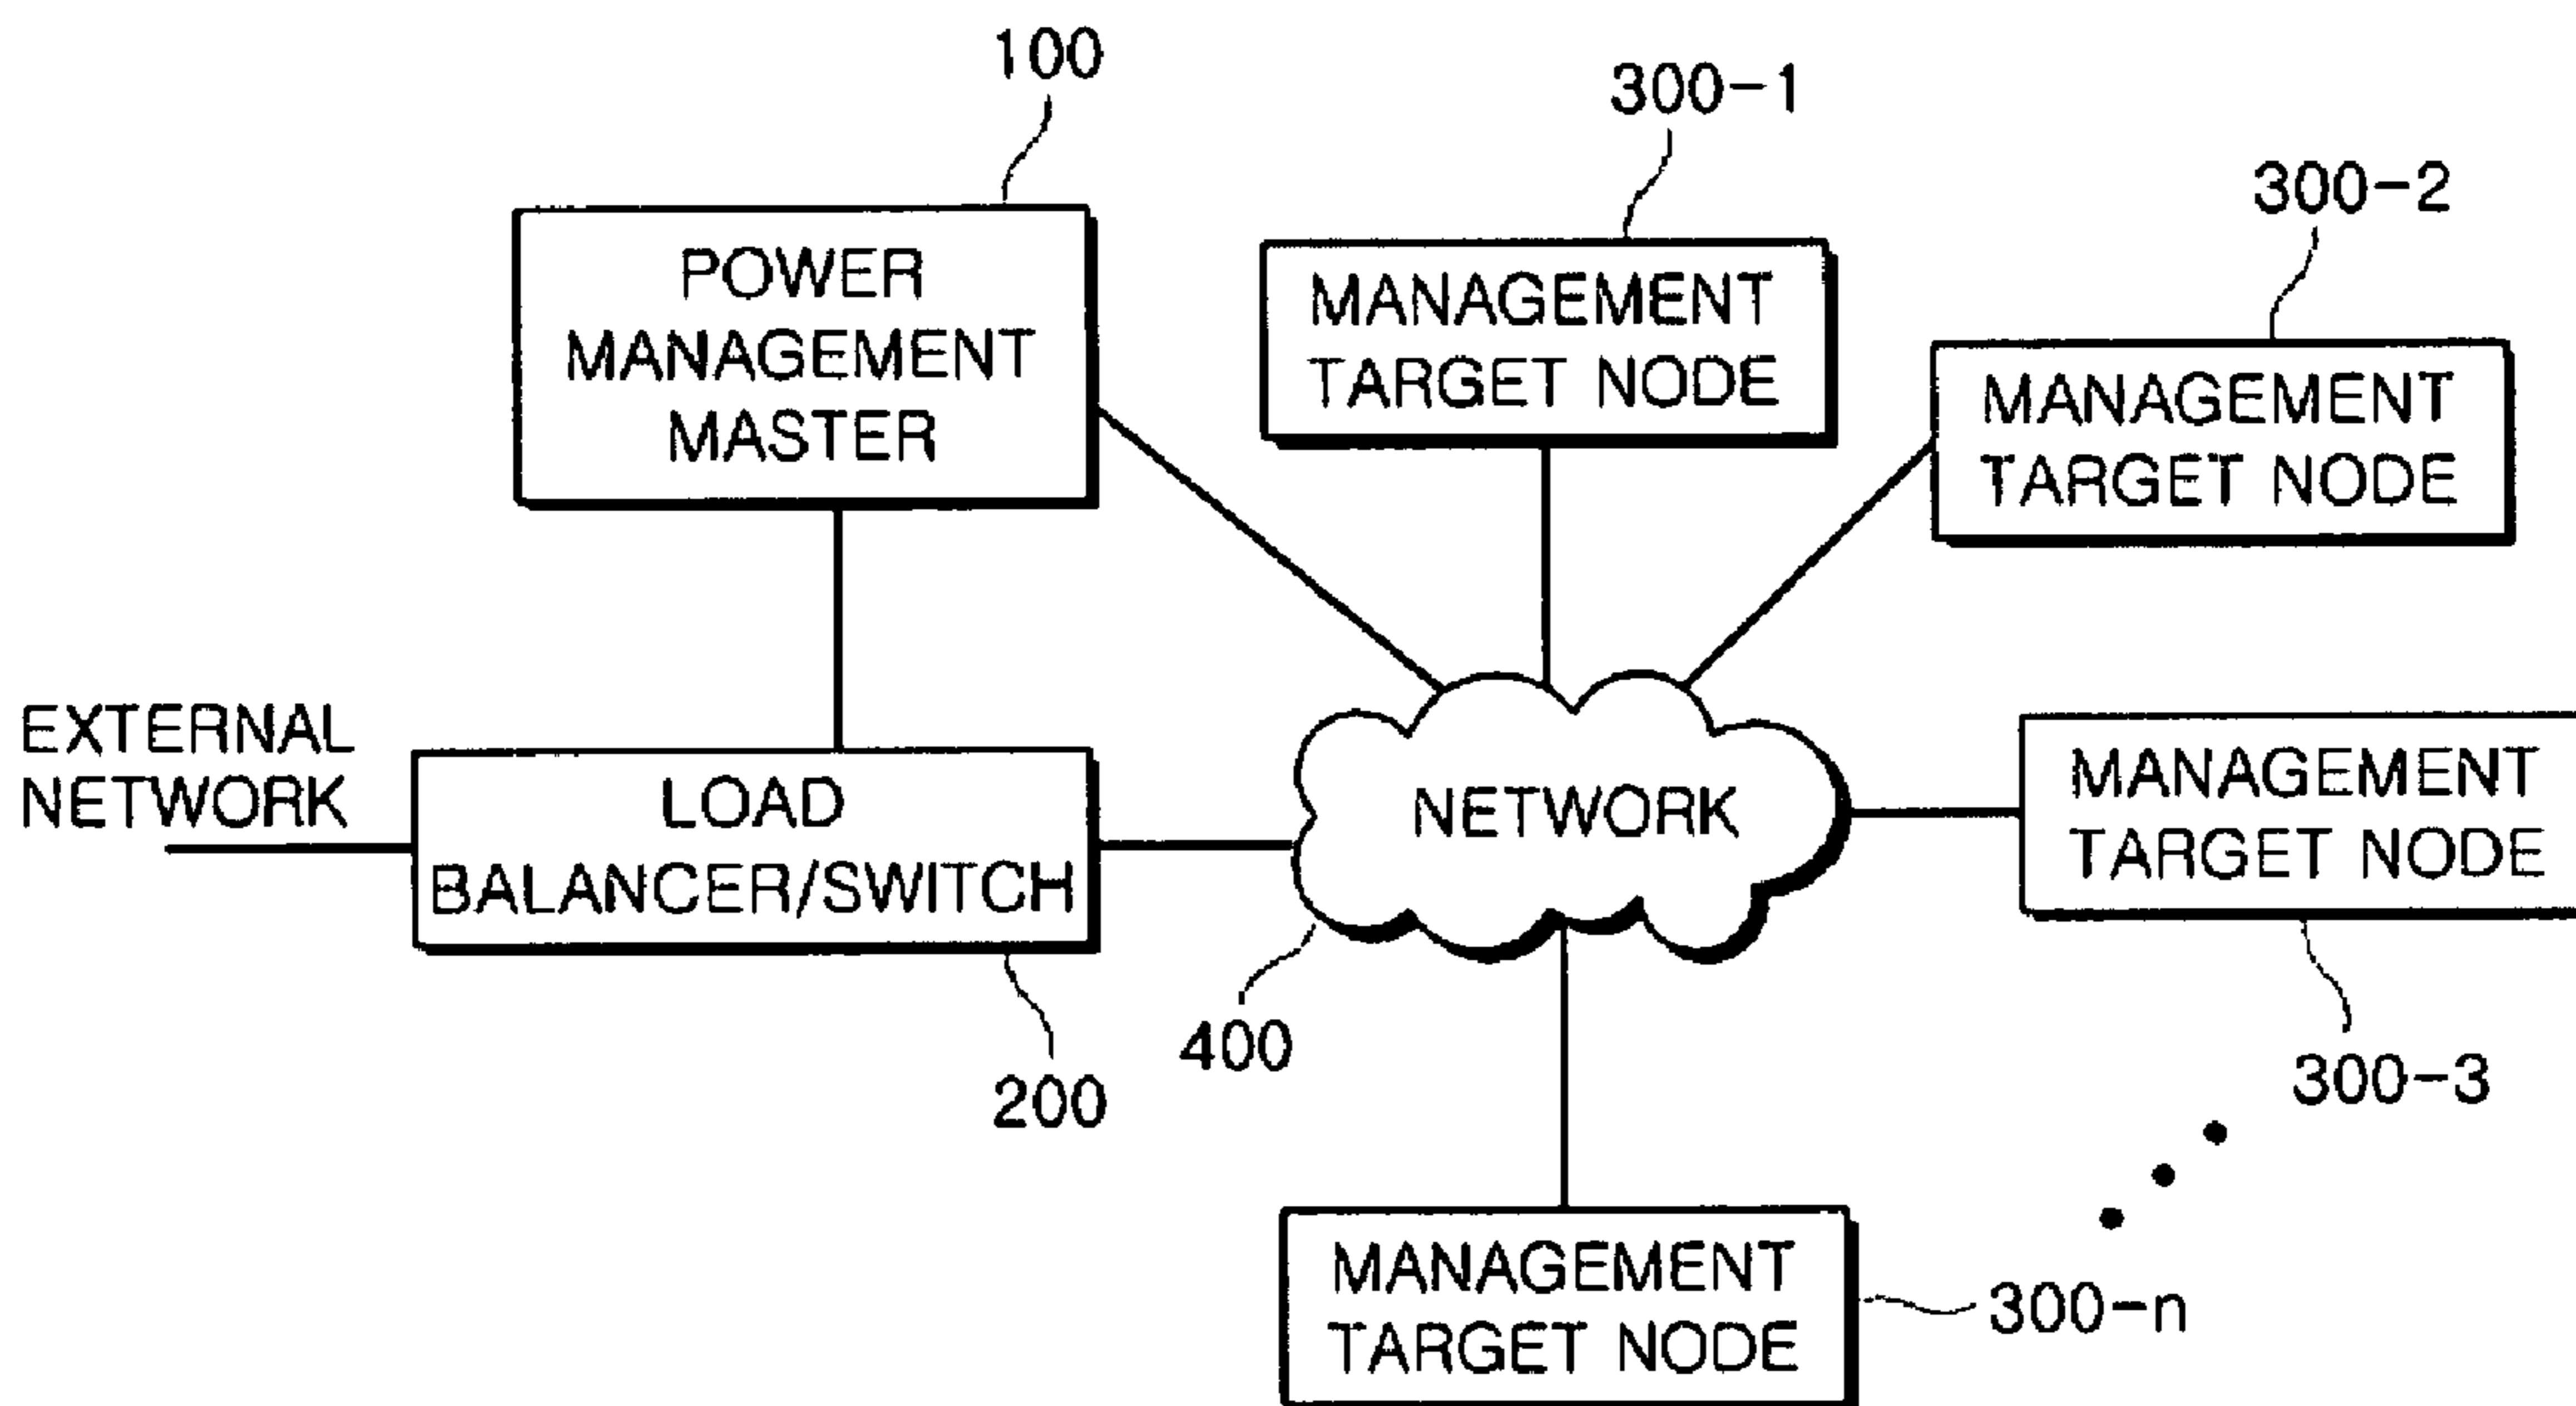 100
300-1
300-2
POWER
MANAGEMENT
MASTER
MANAGEMENT
TARGET NODE
MANAGEMENT
TARGET NODE
EXTERNAL
NETWORK
LOAD
BALANCER/SWITCH
NETWORK
MANAGEMENT
TARGET NODE
200
400
300-3
MANAGEMENT
TARGET NODE
300-n